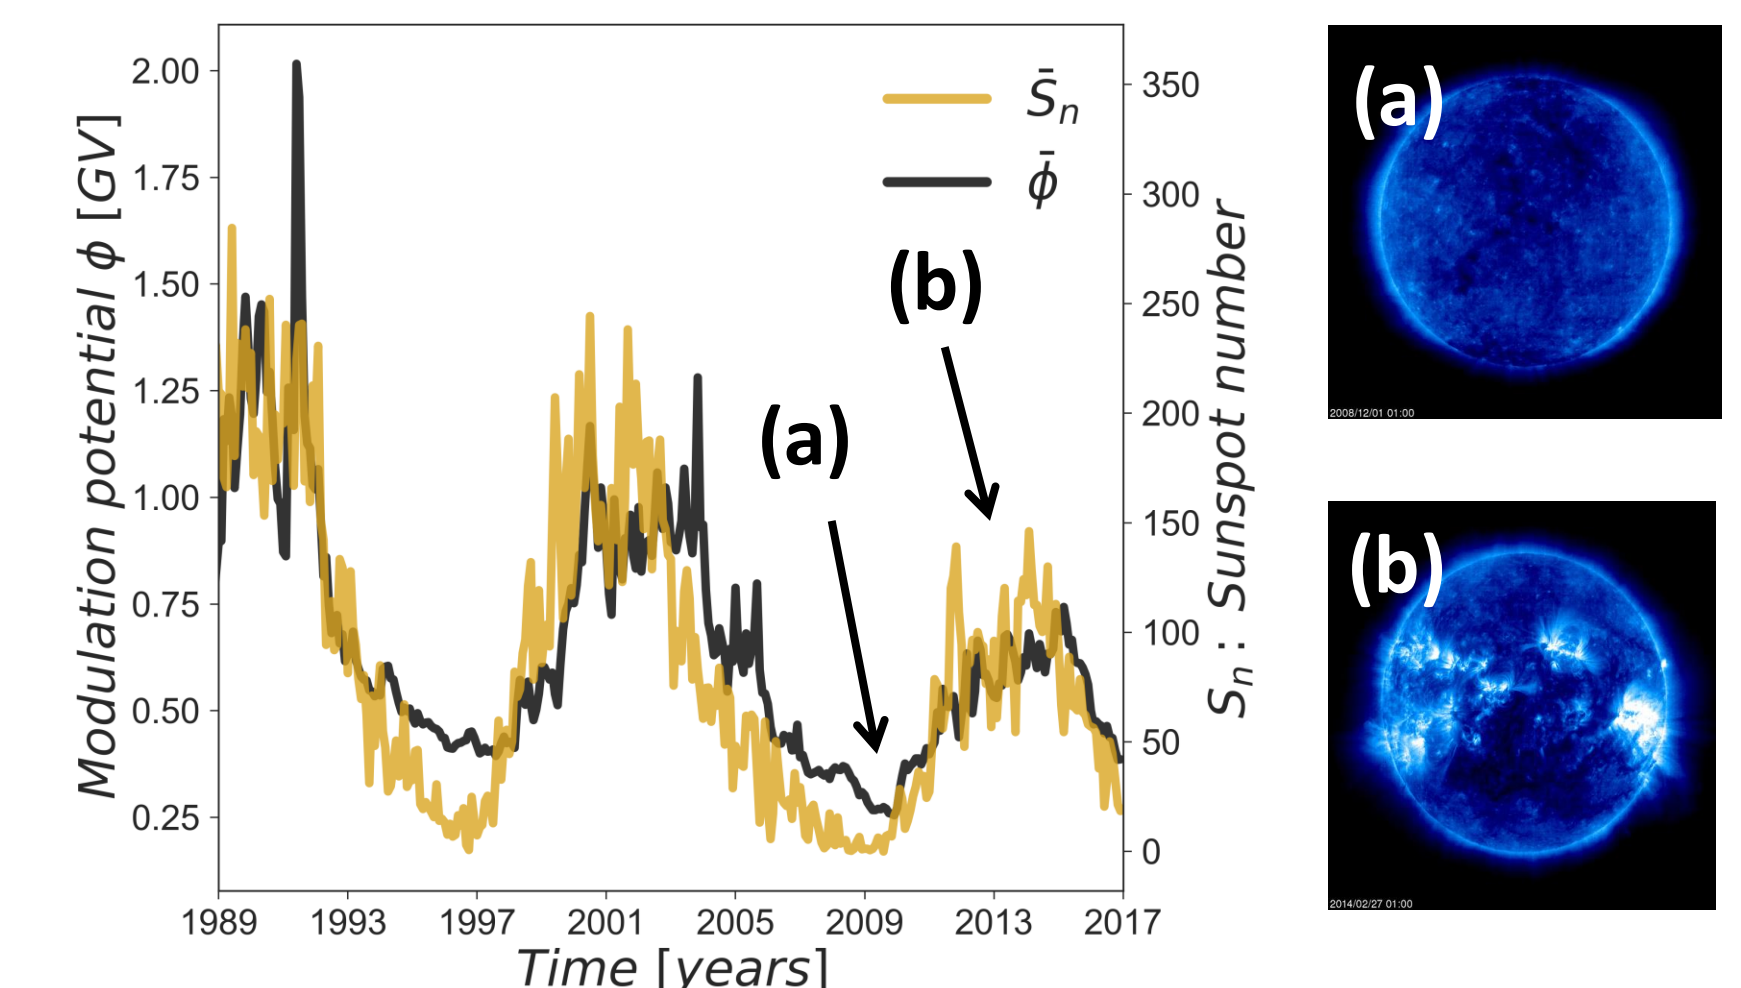 2.00
1.75
1.50
1.25
1.00
0.75
0.50
0.25
Modulation potential ϕ [GV]
S̄n
ϕ̄
(a)
(b)
350
300
250
200
150
100
50
0
Sn : Sunspot number
1989 1993 1997 2001 2005 2009 2013 2017
Time [years]
(a)
2008/12/01 01:00
(b)
2014/02/27 01:00